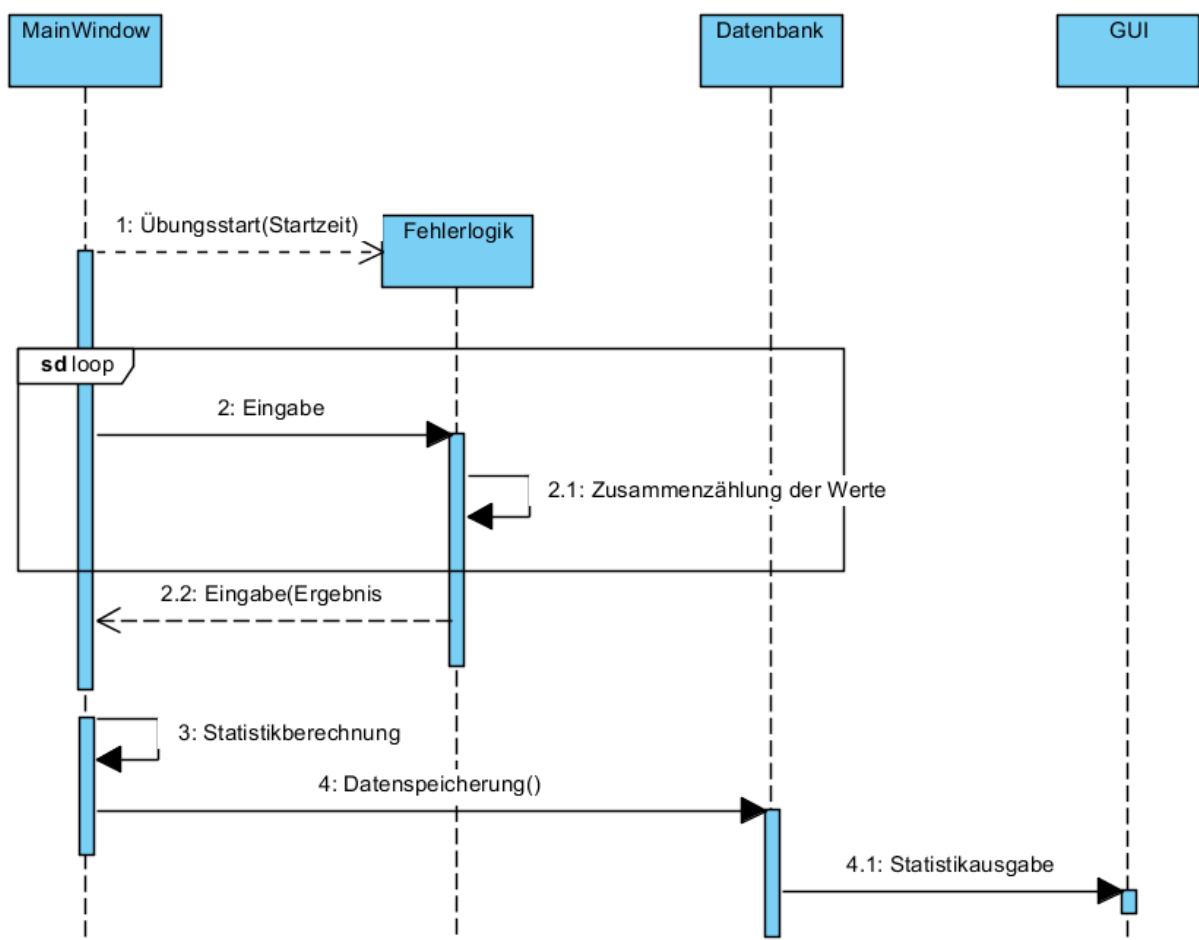 MainWindow
Datenbank
GUI
1: Übungsstart(Startzeit)
Fehlerlogik
sd loop
2: Eingabe
2.1: Zusammenzählung der Werte
2.2: Eingabe(Ergebnis
3: Statistikberechnung
4: Datenspeicherung()
4.1: Statistikausgabe